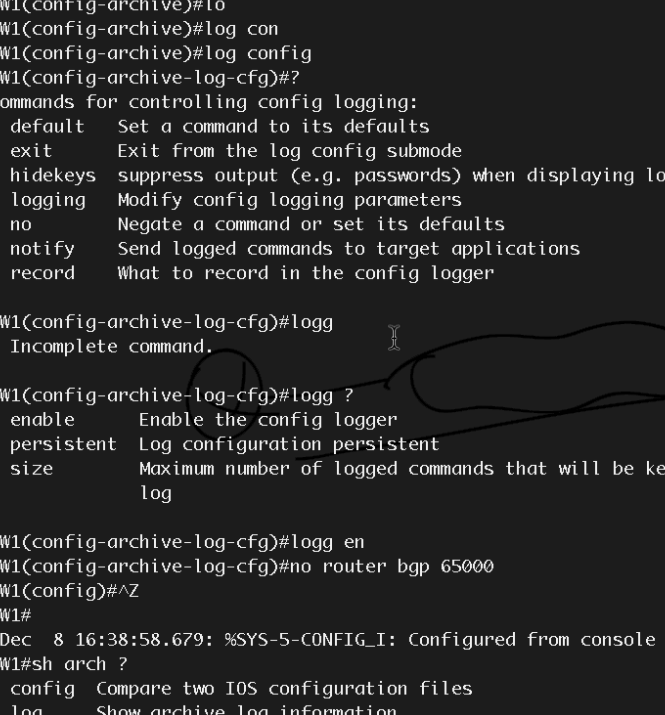 W1(config-archive)#lo
W1(config-archive)#log con
W1(config-archive)#log config
W1(config-archive-log-cfg)#?
ommands for controlling config logging:
default   Set a command to its defaults
exit      Exit from the log config submode
hidekeys  suppress output (e.g. passwords) when displaying lo
logging   Modify config logging parameters
no        Negate a command or set its defaults
notify    Send logged commands to target applications
record    What to record in the config logger
W1(config-archive-log-cfg)#logg
Incomplete command.
W1(config-archive-log-cfg)#logg ?
enable      Enable the config logger
persistent  Log configuration persistent
size        Maximum number of logged commands that will be ke
log
W1(config-archive-log-cfg)#logg en
W1(config-archive-log-cfg)#no router bgp 65000
W1(config)#^Z
W1#
Dec  8 16:38:58.679: %SYS-5-CONFIG_I: Configured from console
W1#sh arch ?
config  Compare two IOS configuration files
log     Show archive log information